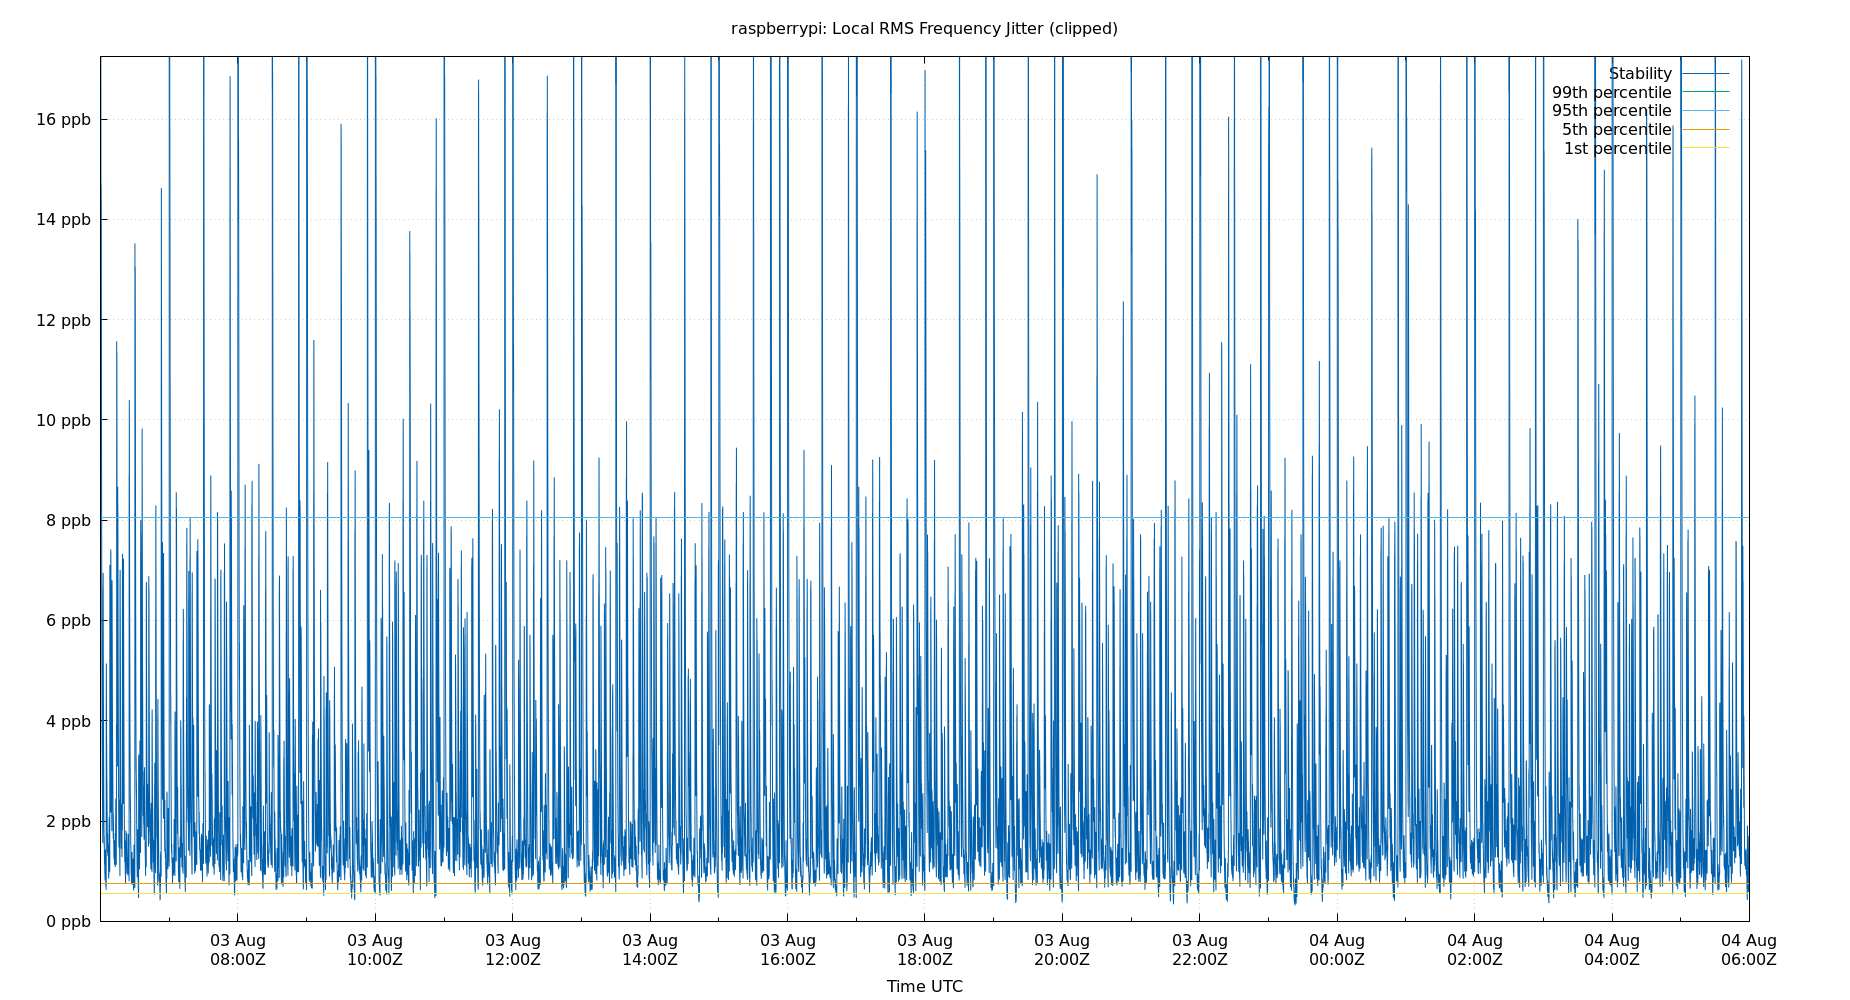 raspberrypi: Local RMS Frequency Jitter (clipped)
Stability
99th percentile
95th percentile
5th percentile
1st percentile
16 ppb
14 ppb
12 ppb
10 ppb
8 ppb
6 ppb
4 ppb
2 ppb
0 ppb
03 Aug 03 Aug 03 Aug 03 Aug 03 Aug 03 Aug 03 Aug 03 Aug 04 Aug 04 Aug 04 Aug 04 Aug
08:00Z 10:00Z 12:00Z 14:00Z 16:00Z 18:00Z 20:00Z 22:00Z 00:00Z 02:00Z 04:00Z 06:00Z
Time UTC